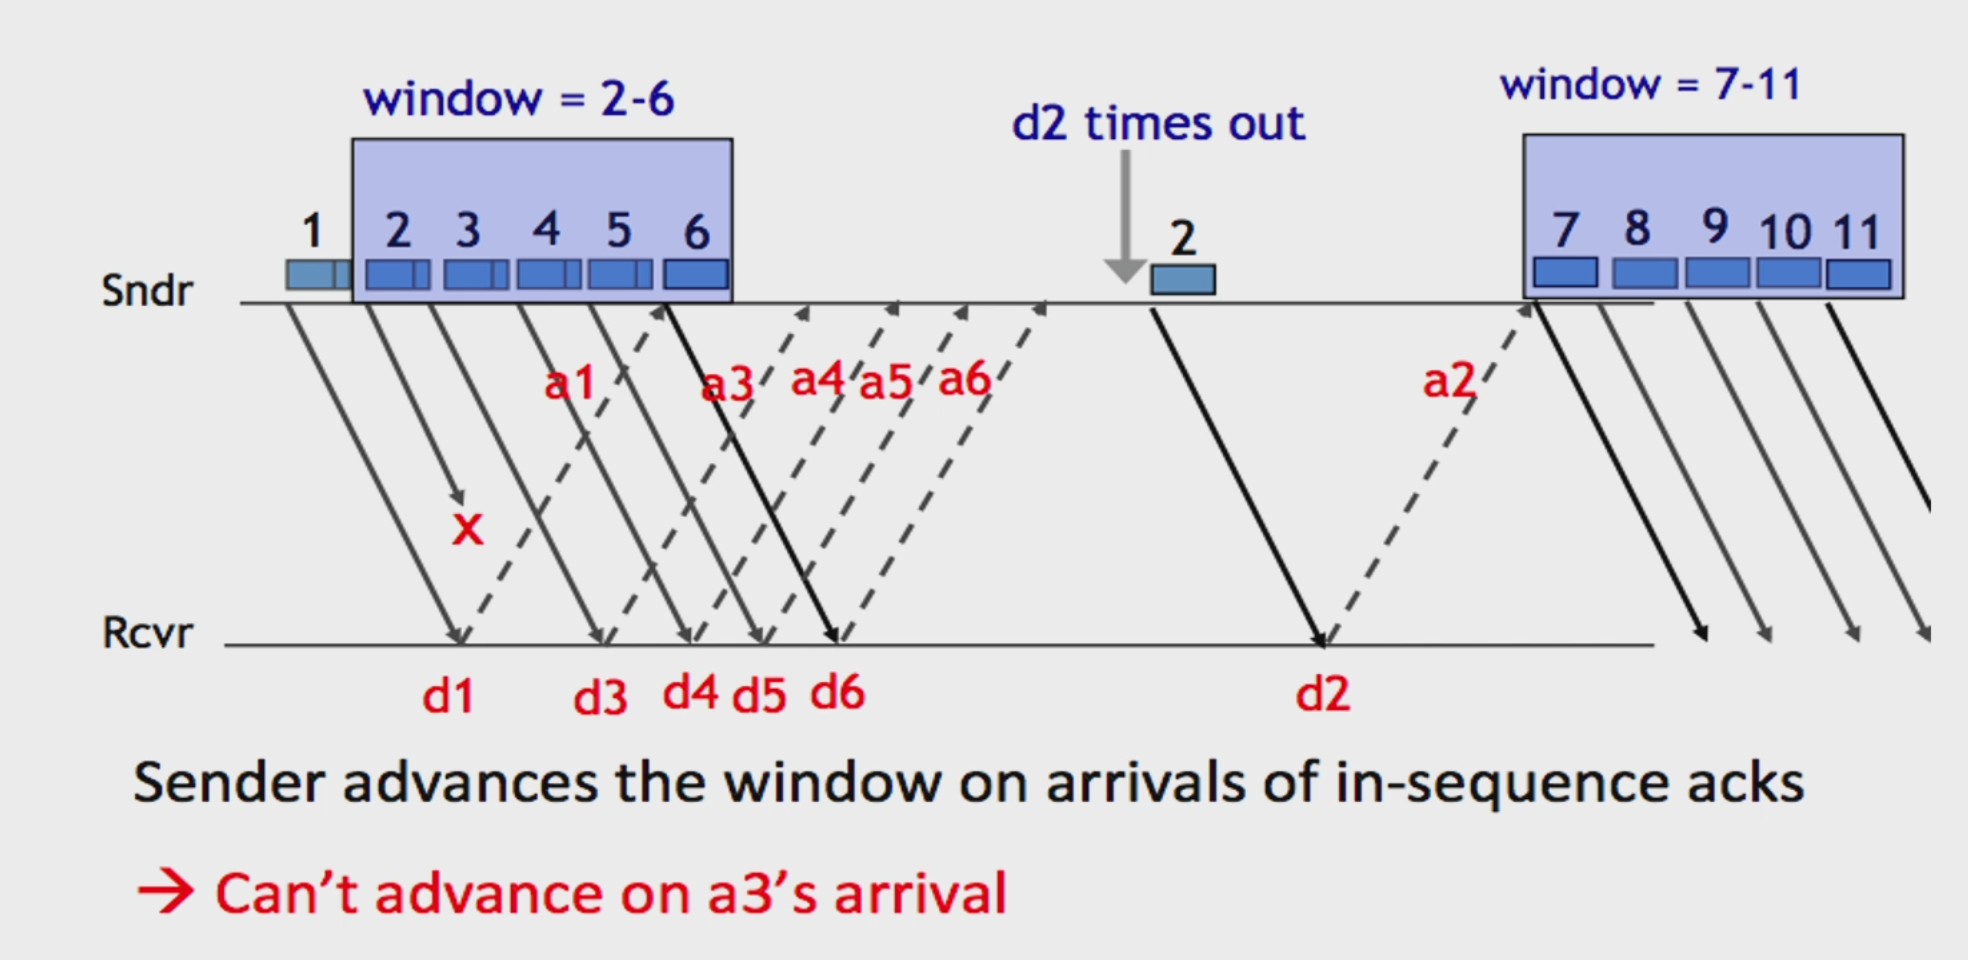 window = 2-6
window = 7-11
d2 times out
1 2 3 4 5 6
2
7 8 9 10 11
Sndr
a1 a3 a4 a5 a6
a2
x
Rcvr
d1 d3 d4 d5 d6
d2
Sender advances the window on arrivals of in-sequence acks
→ Can't advance on a3's arrival